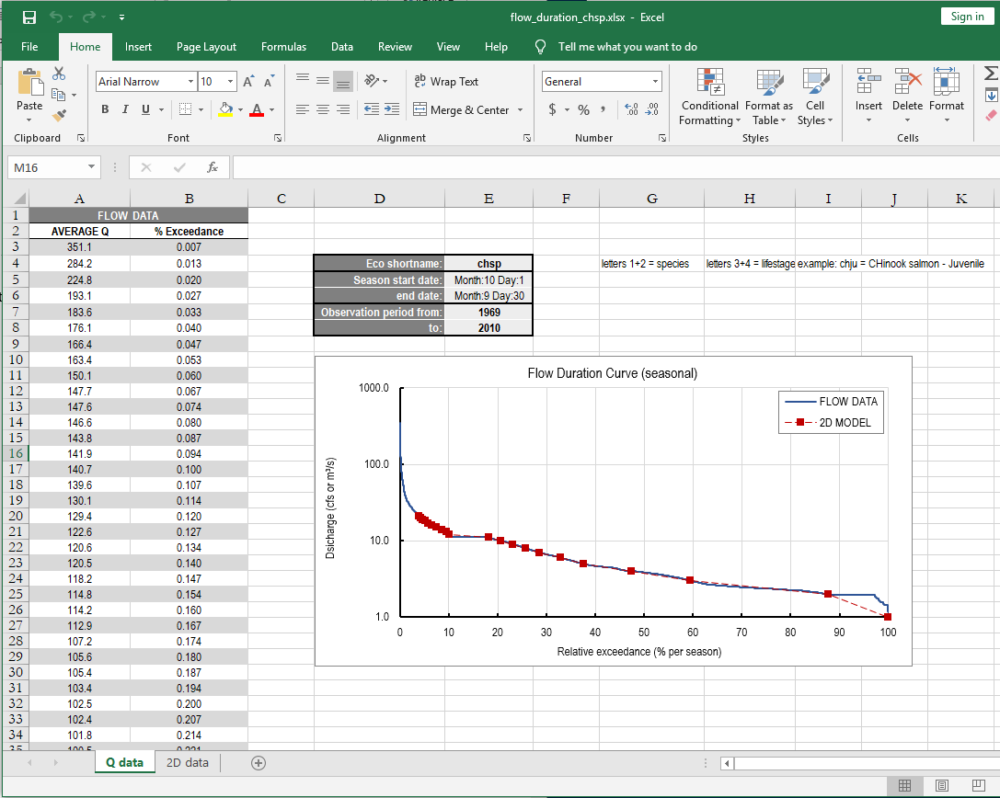 flow_duration_chsp.xlsx - Excel
Sign in
File Home Insert Page Layout Formulas Data Review View Help Tell me what you want to do
Arial Narrow 10 A A Wrap Text General
Paste B I U A Merge & Center $ % , Conditional Formatting Format as Table Cell Styles Insert Delete Format
Clipboard Font Alignment Number Styles Cells
M16 fx
A B C D E F G H I J K
1 FLOW DATA
2 AVERAGE Q % Exceedance
3 351.1 0.007
4 284.2 0.013 Eco shortname: chsp letters 1+2 = species letters 3+4 = lifestage example: chju = CHinook salmon - Juvenile
5 224.8 0.020 Season start date: Month:10 Day:1
6 193.1 0.027 end date: Month:9 Day:30
7 183.6 0.033 Observation period from: 1969
8 176.1 0.040 to: 2010
9 166.4 0.047
10 163.4 0.053
11 150.1 0.060
12 147.7 0.067
13 147.6 0.074
14 146.6 0.080
15 143.8 0.087
16 141.9 0.094
17 140.7 0.100
18 139.6 0.107
19 130.1 0.114
20 129.4 0.120
21 122.6 0.127
22 120.6 0.134
23 120.5 0.140
24 118.2 0.147
25 114.8 0.154
26 114.2 0.160
27 112.9 0.167
28 107.2 0.174
29 105.6 0.180
30 105.4 0.187
31 103.4 0.194
32 102.5 0.200
33 102.4 0.207
34 101.8 0.214
Flow Duration Curve (seasonal)
FLOW DATA
2D MODEL
Dsicharge (cfs or m³/s)
1000.0
100.0
10.0
1.0
0 10 20 30 40 50 60 70 80 90 100
Relative exceedance (% per season)
Q data 2D data